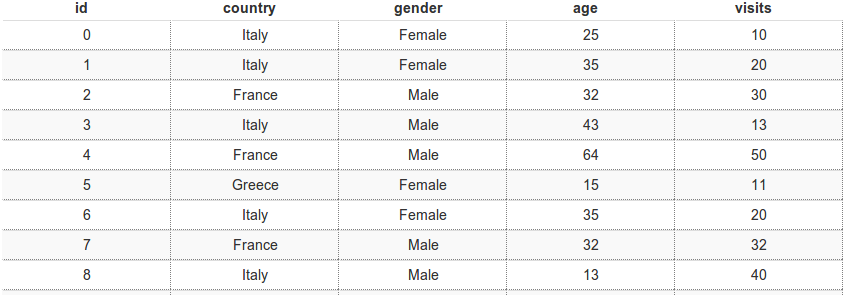 id country gender age visits
0 Italy Female 25 10
1 Italy Female 35 20
2 France Male 32 30
3 Italy Male 43 13
4 France Male 64 50
5 Greece Female 15 11
6 Italy Female 35 20
7 France Male 32 32
8 Italy Male 13 40